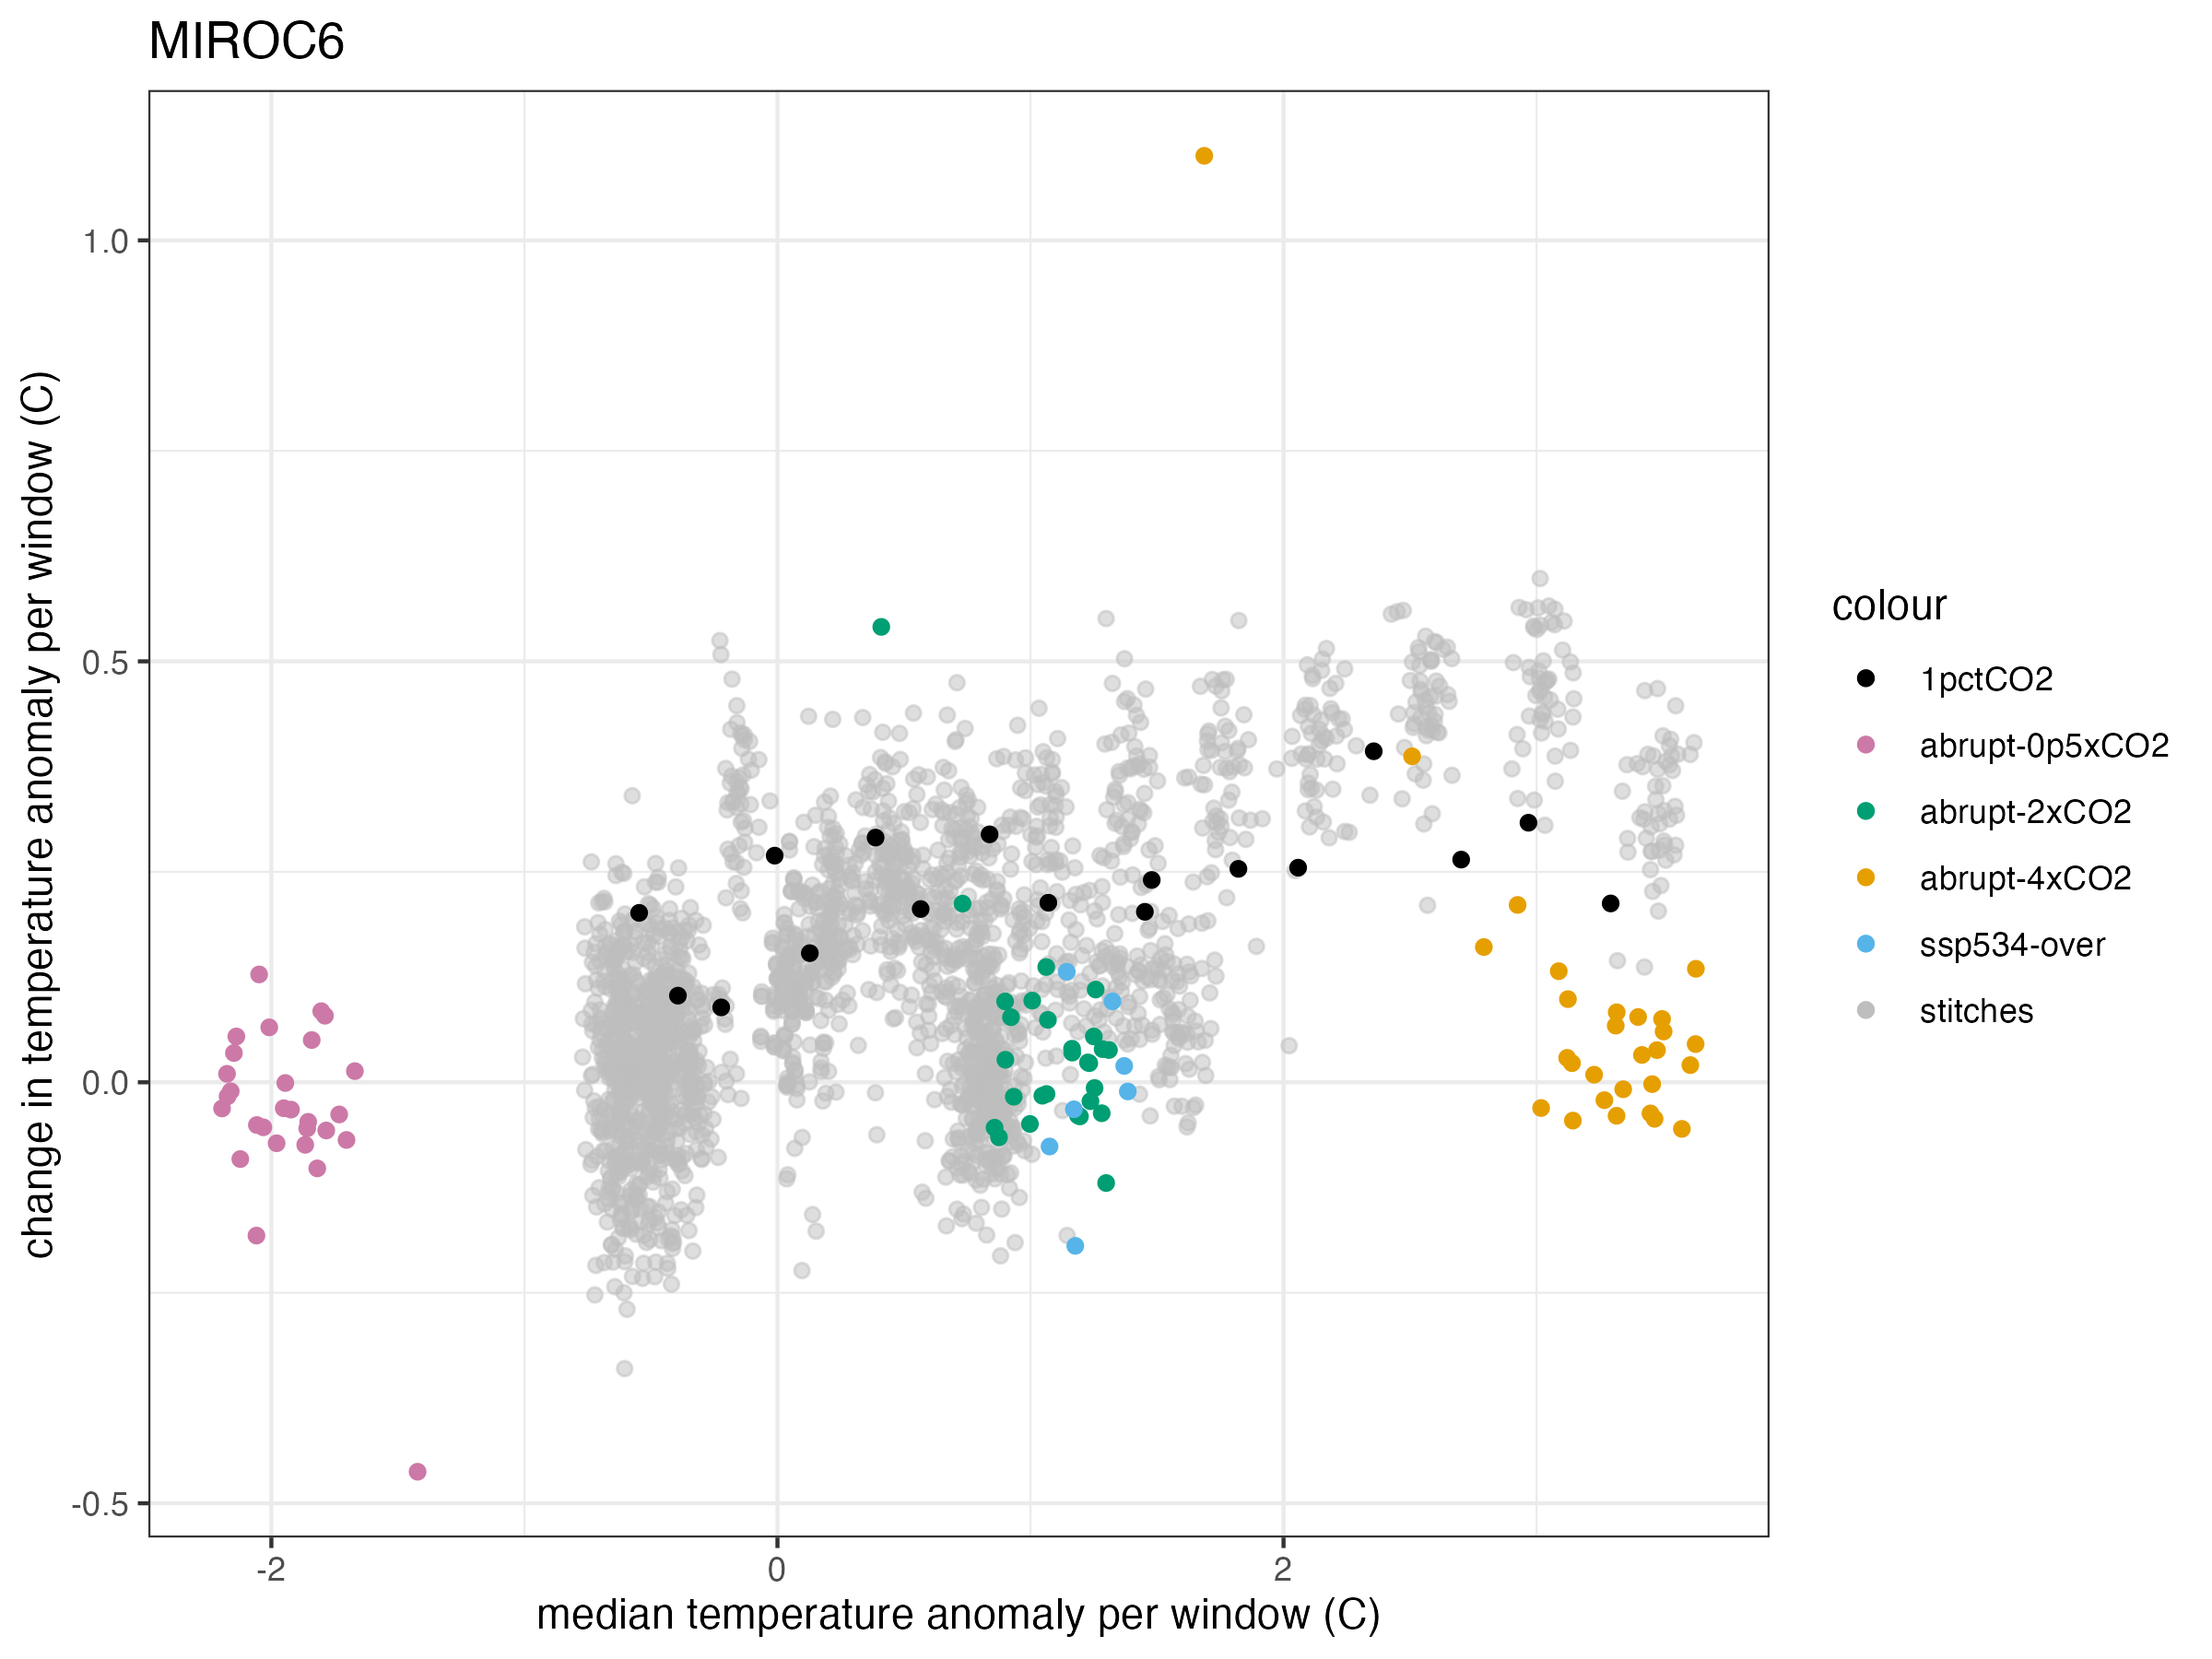 MIROC6
change in temperature anomaly per window (C)
1.0
0.5
0.0
-0.5
-2
0
2
median temperature anomaly per window (C)
colour
1pctCO2
abrupt-0p5xCO2
abrupt-2xCO2
abrupt-4xCO2
ssp534-over
stitches